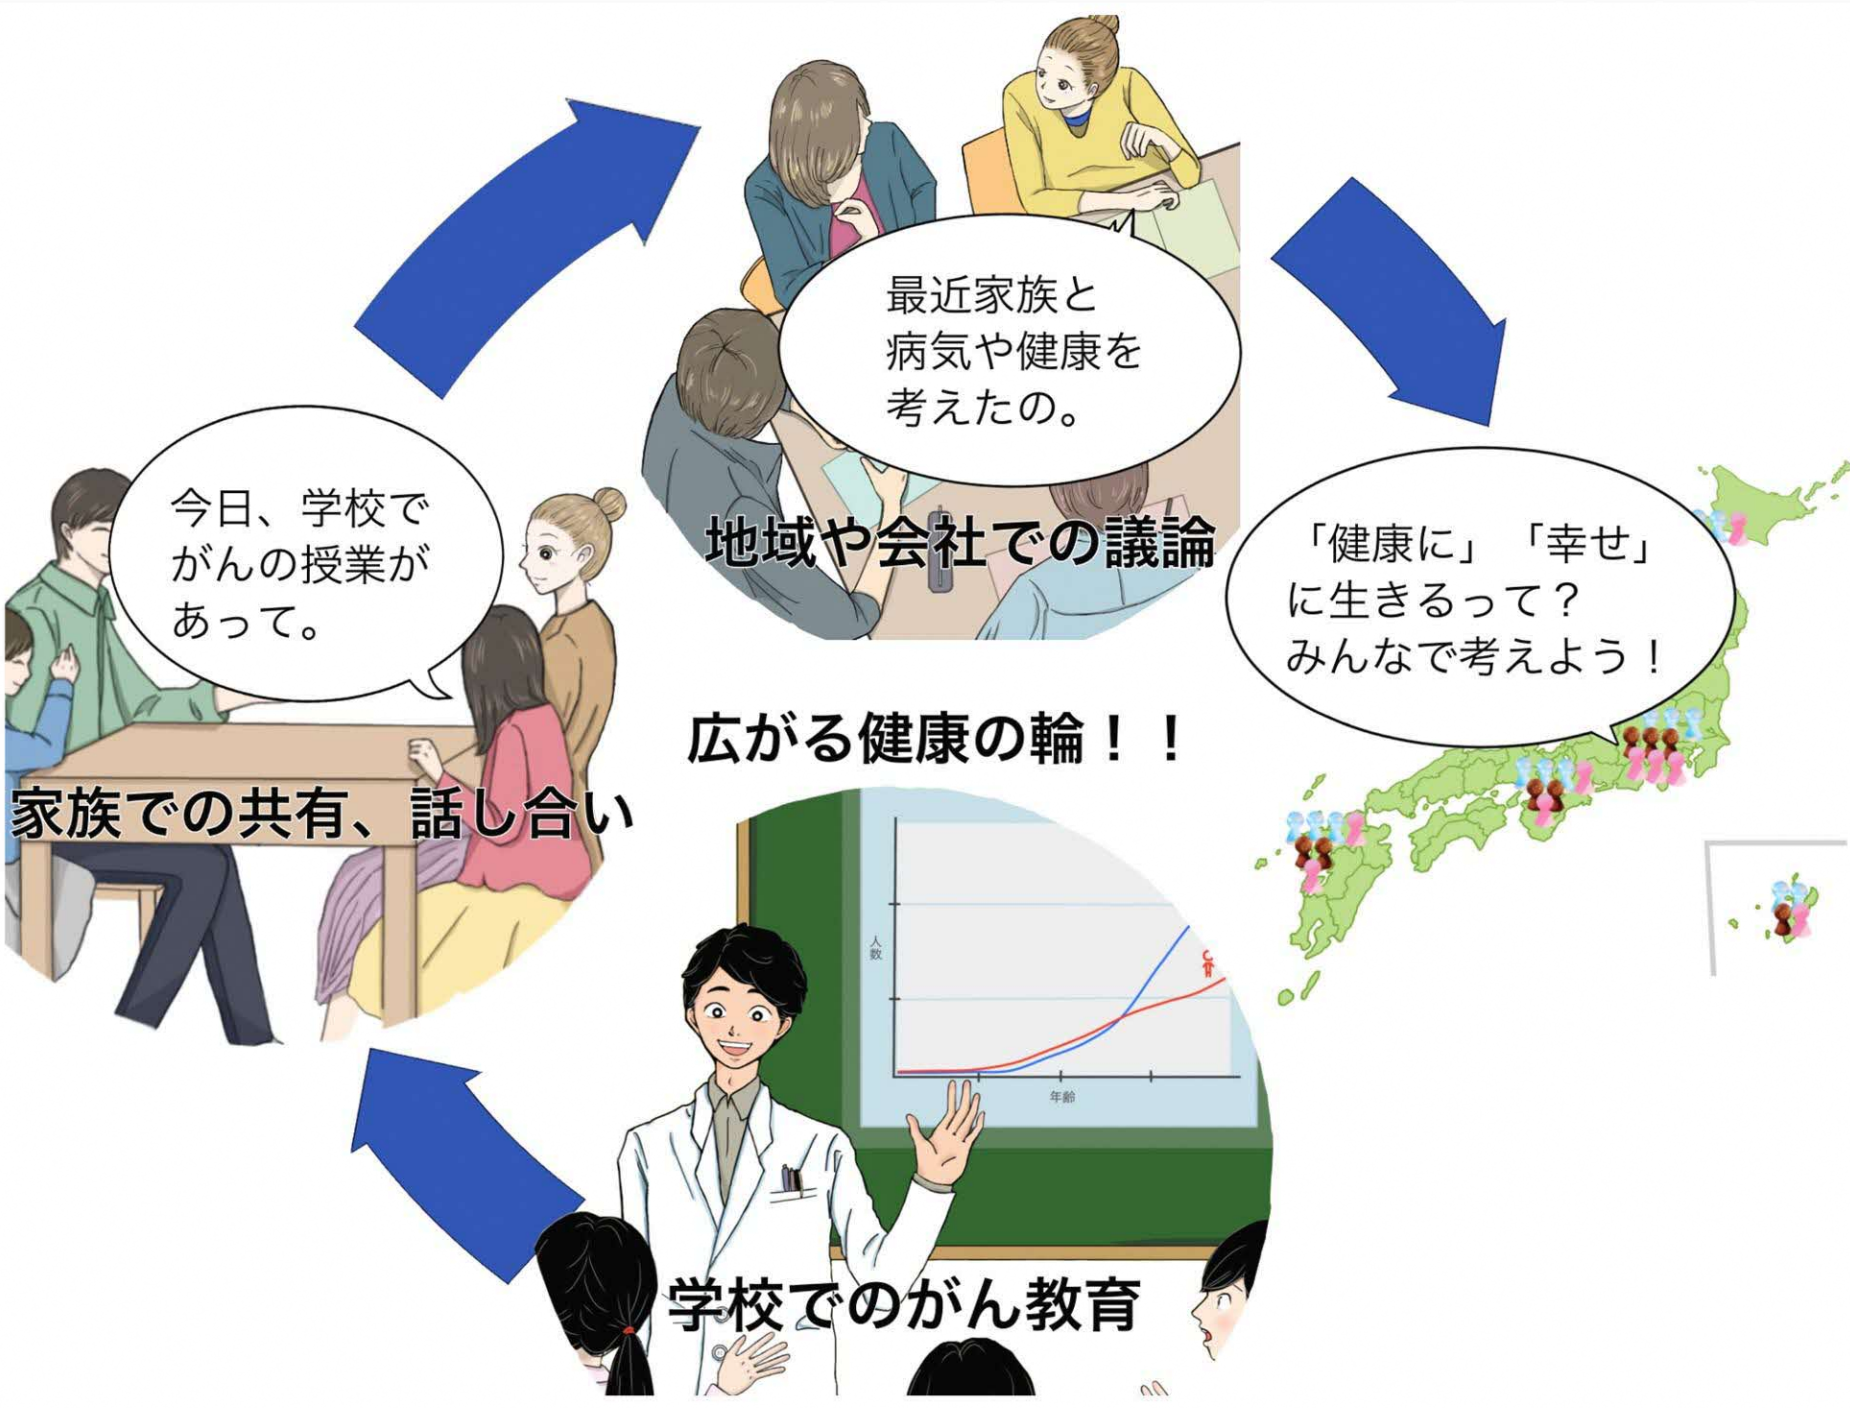 最近家族と
病気や健康を
考えたの。
地域や会社での議論
今日、学校で
がんの授業が
あって。
家族での共有、話し合い
「健康に」「幸せ」
に生きるって？
みんなで考えよう！
広がる健康の輪！！
人数
年齢
学校でのがん教育